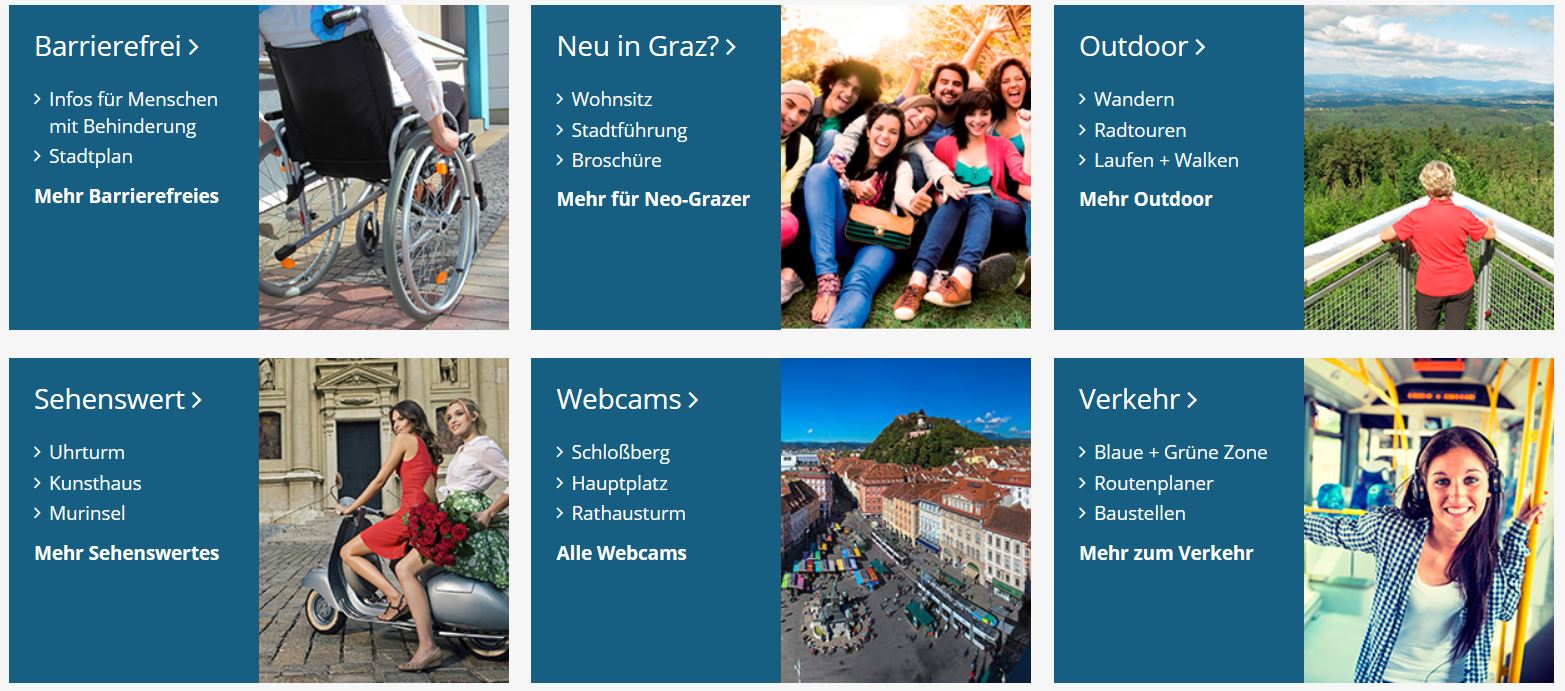 Barrierefrei >
> Infos für Menschen
mit Behinderung
> Stadtplan
Mehr Barrierefreies
Neu in Graz? >
> Wohnsitz
> Stadtführung
> Broschüre
Mehr für Neo-Grazer
Outdoor >
> Wandern
> Radtouren
> Laufen + Walken
Mehr Outdoor
Sehenswert >
> Uhrturm
> Kunsthaus
> Murinsel
Mehr Sehenswertes
Webcams >
> Schloßberg
> Hauptplatz
> Rathausturm
Alle Webcams
Verkehr >
> Blaue + Grüne Zone
> Routenplaner
> Baustellen
Mehr zum Verkehr